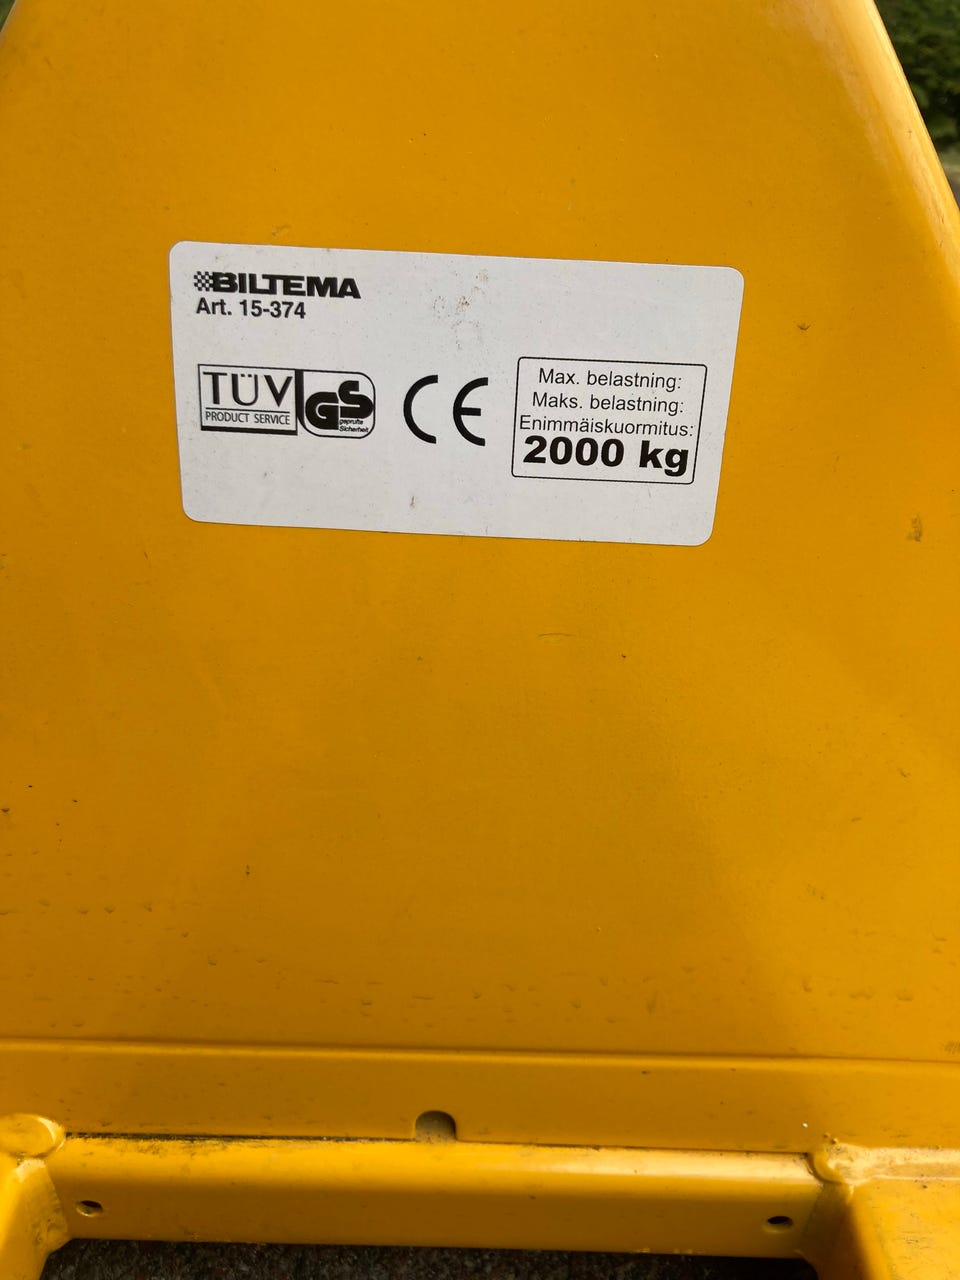 BILTEMA
Art. 15-374
TÜV
PRODUCT SERVICE
GS
geprüfte
Sicherheit
CE
Max. belastning:
Maks. belastning:
Enimmäiskuormitus:
2000 kg